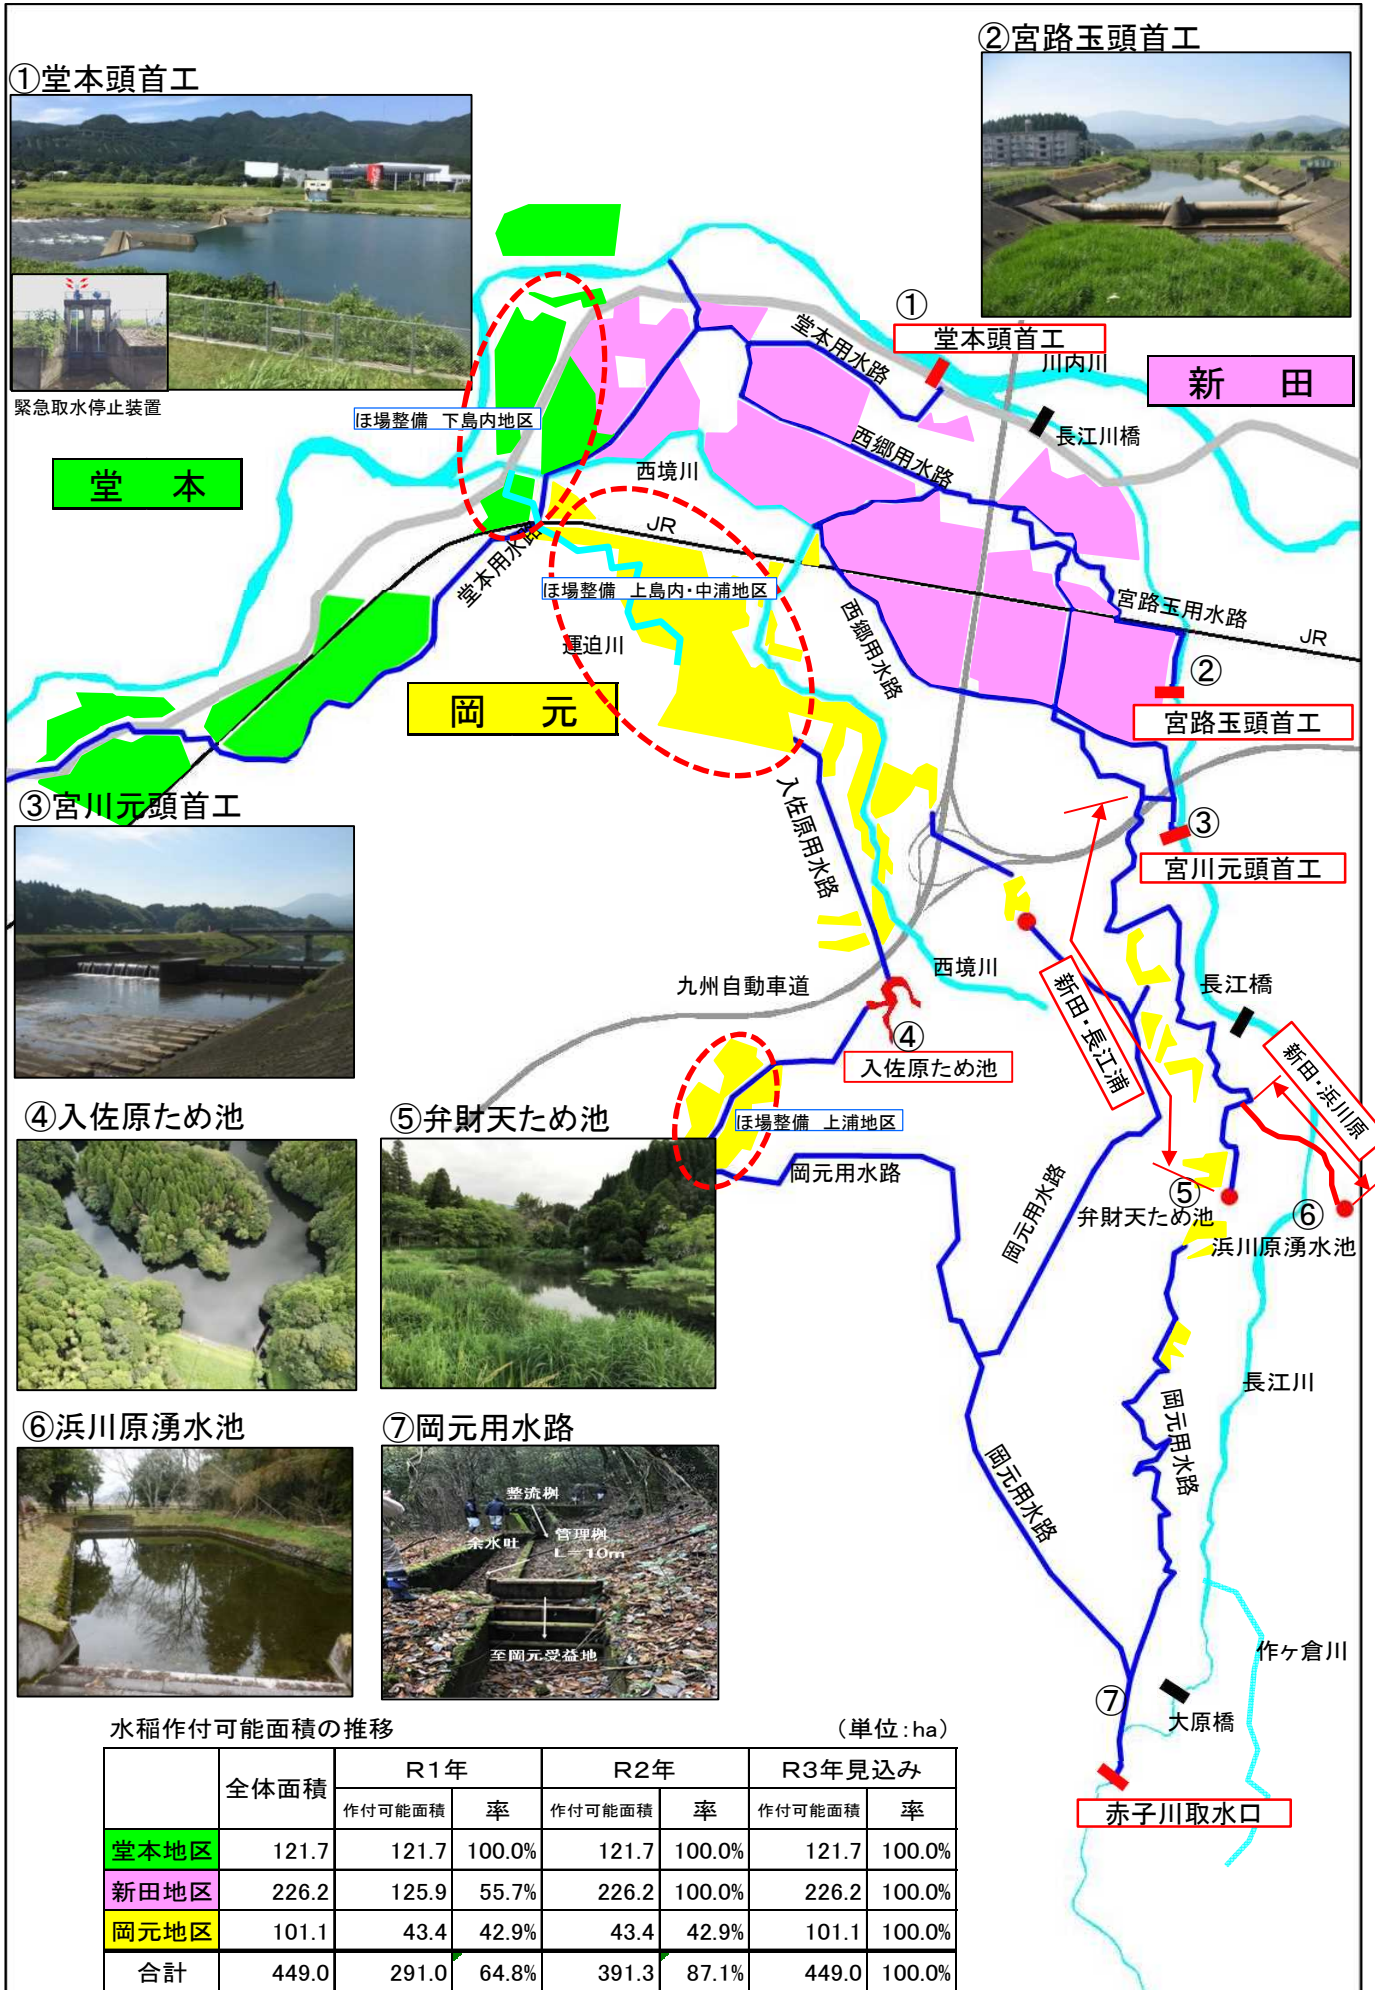 ②宮路玉頭首工
①堂本頭首工
緊急取水停止装置
①
堂本頭首工
堂本用水路
川内川
新 田
長江川橋
ほ場整備 下島内地区
西郷用水路
西境川
堂 本
JR
堂本用水路
ほ場整備 上島内・中浦地区
宮路玉用水路
西郷用水路
JR
運迫川
②
岡 元
宮路玉頭首工
③宮川元頭首工
入佐原用水路
③
宮川元頭首工
西境川
九州自動車道
新田・長江浦
長江橋
④
入佐原ため池
新田・浜川原
④入佐原ため池
⑤弁財天ため池
ほ場整備 上浦地区
岡元用水路
岡元用水路
⑤
弁財天ため池
⑥
浜川原湧水池
長江川
岡元用水路
⑥浜川原湧水池
⑦岡元用水路
岡元用水路
整流桝
余水吐
管理桝
L=10m
至岡元受益地
作ヶ倉川
⑦
大原橋
赤子川取水口
水稲作付可能面積の推移 (単位:ha)
全体面積 R1年 R2年 R3年見込み
作付可能面積 率 作付可能面積 率 作付可能面積 率
堂本地区 121.7 121.7 100.0% 121.7 100.0% 121.7 100.0%
新田地区 226.2 125.9 55.7% 226.2 100.0% 226.2 100.0%
岡元地区 101.1 43.4 42.9% 43.4 42.9% 101.1 100.0%
合計 449.0 291.0 64.8% 391.3 87.1% 449.0 100.0%